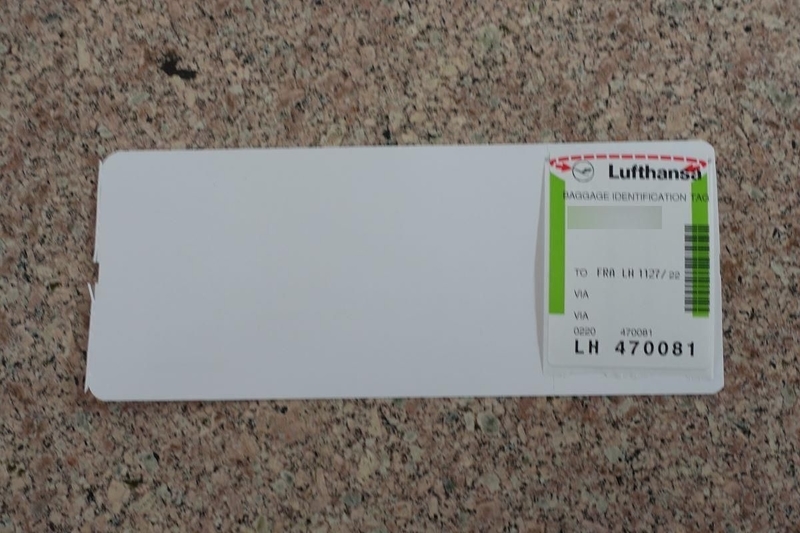 Lufthansa
BAGGAGE IDENTIFICATION TAG
TO FRA LH 1127/22
VIA
VIA
0220 470081
LH 470081